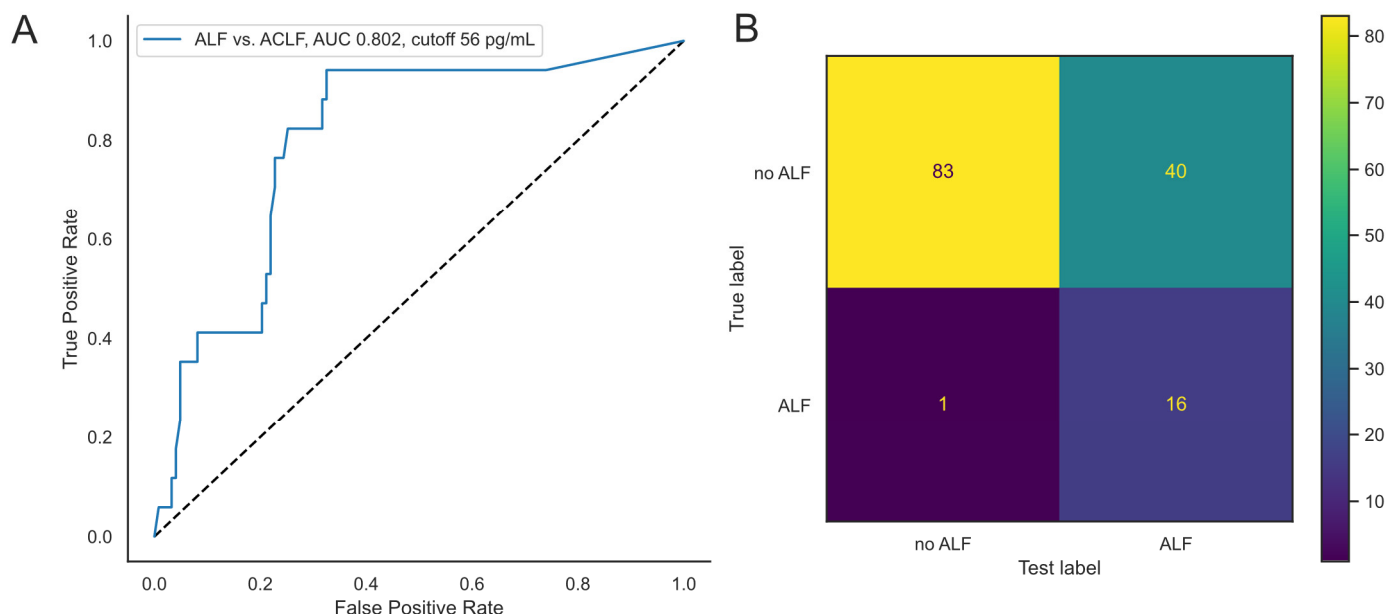 A
ALF vs. ACLF, AUC 0.802, cutoff 56 pg/mL
1.0
0.8
0.6
0.4
0.2
0.0
True Positive Rate
0.0 0.2 0.4 0.6 0.8 1.0
False Positive Rate
B
no ALF
ALF
True label
83 40
1 16
no ALF ALF
Test label
80
70
60
50
40
30
20
10